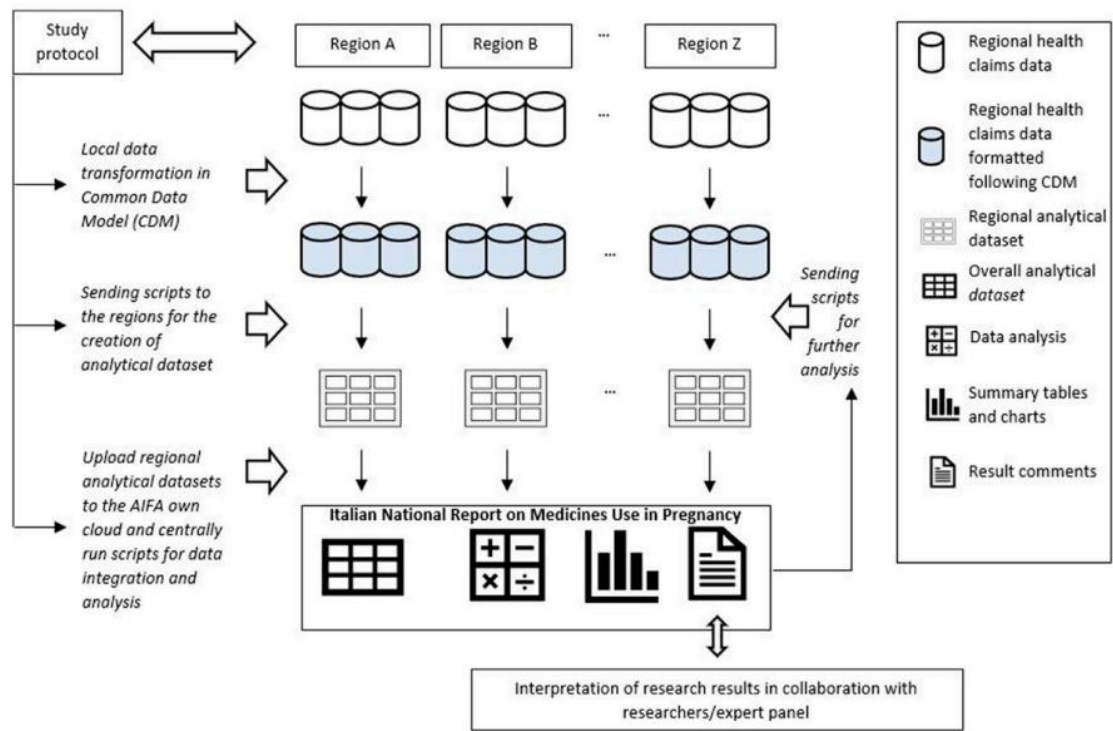 Study
protocol
Region A
Region B
...
Region Z
...
Local data
transformation in
Common Data
Model (CDM)
...
Sending scripts to
the regions for the
creation of
analytical dataset
Sending
scripts
for
further
analysis
...
Upload regional
analytical datasets
to the AIFA own
cloud and centrally
run scripts for data
integration and
analysis
Italian National Report on Medicines Use in Pregnancy
Interpretation of research results in collaboration with
researchers/expert panel
Regional health
claims data
Regional health
claims data
formatted
following CDM
Regional analytical
dataset
Overall analytical
dataset
Data analysis
Summary tables
and charts
Result comments